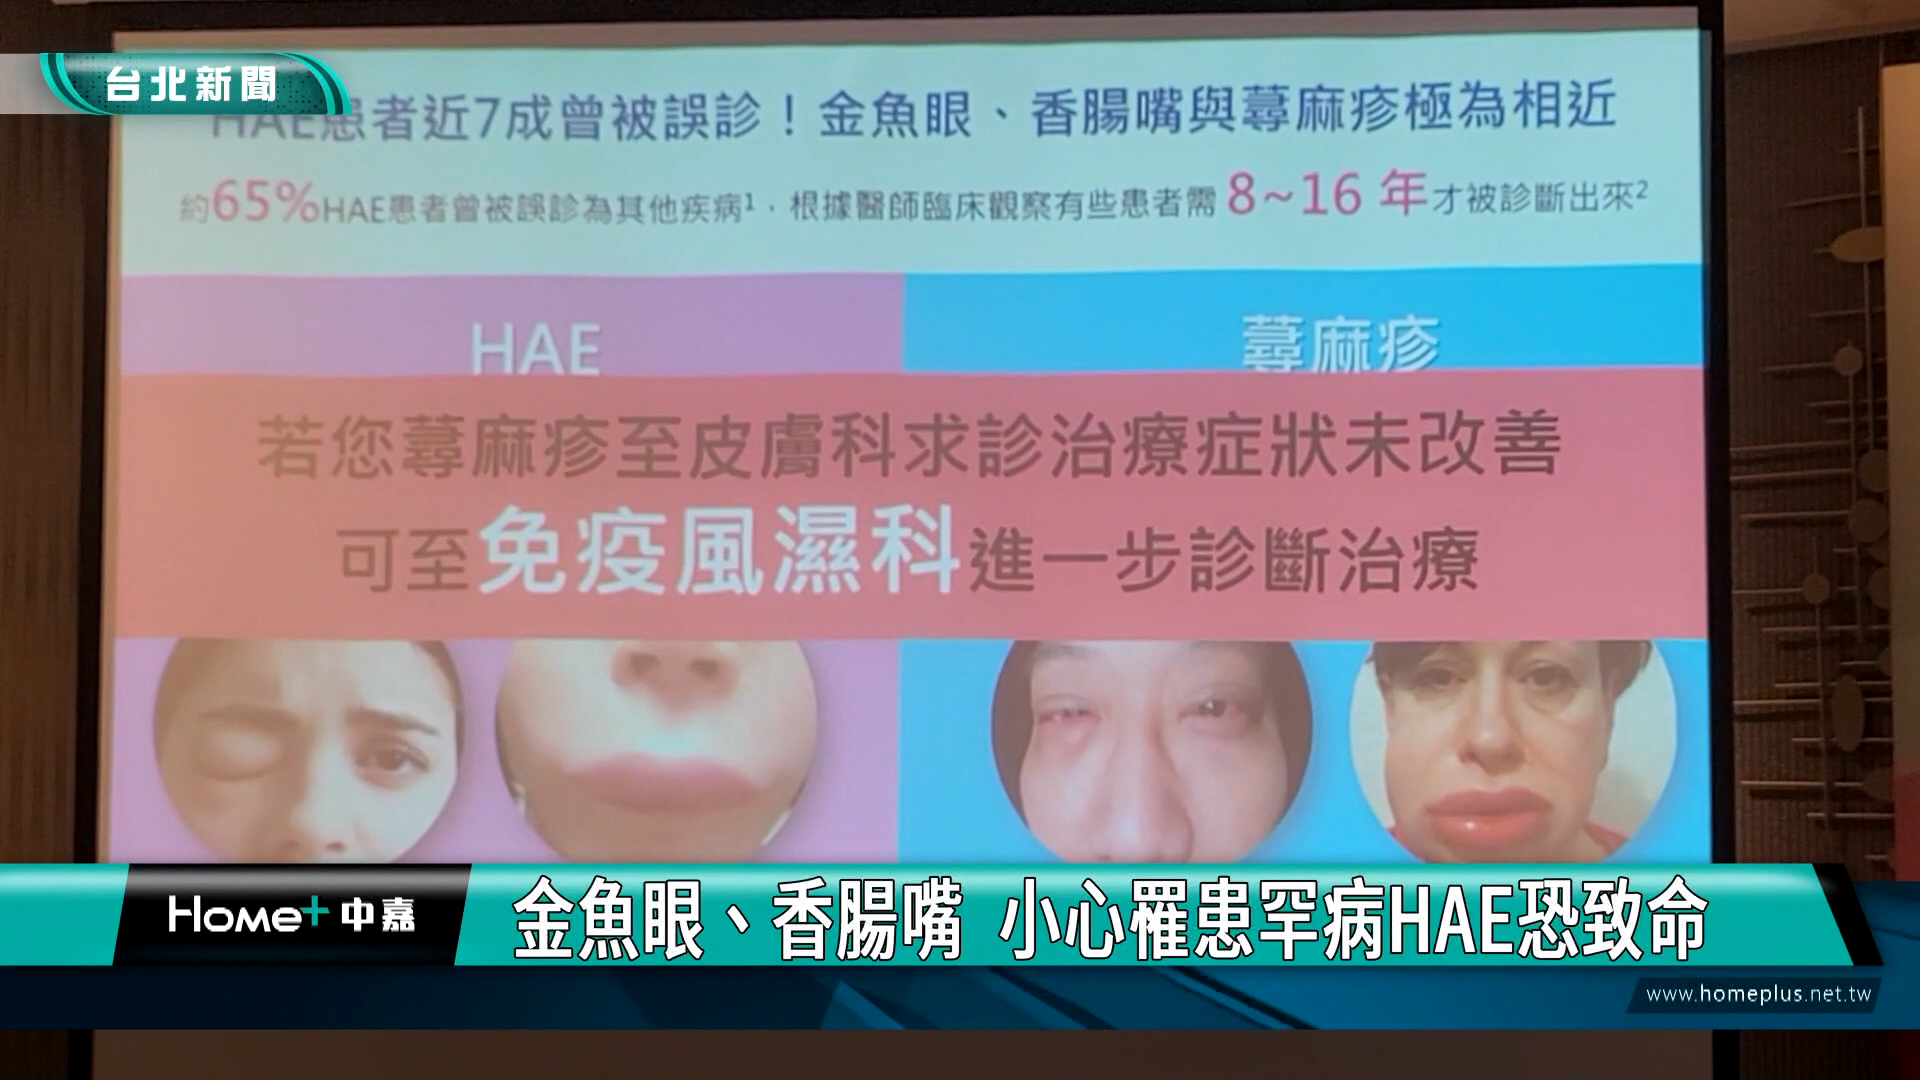 台北新聞
HAE患者近7成曾被誤診！金魚眼、香腸嘴與蕁麻疹極為相近
約65%HAE患者曾被誤診為其他疾病1，根據醫師臨床觀察有些患者需 8~16 年才被診斷出來2
HAE
蕁麻疹
若您蕁麻疹至皮膚科求診治療症狀未改善
可至免疫風濕科進一步診斷治療
Home+ 中嘉
金魚眼、香腸嘴 小心罹患罕病HAE恐致命
www.homeplus.net.tw